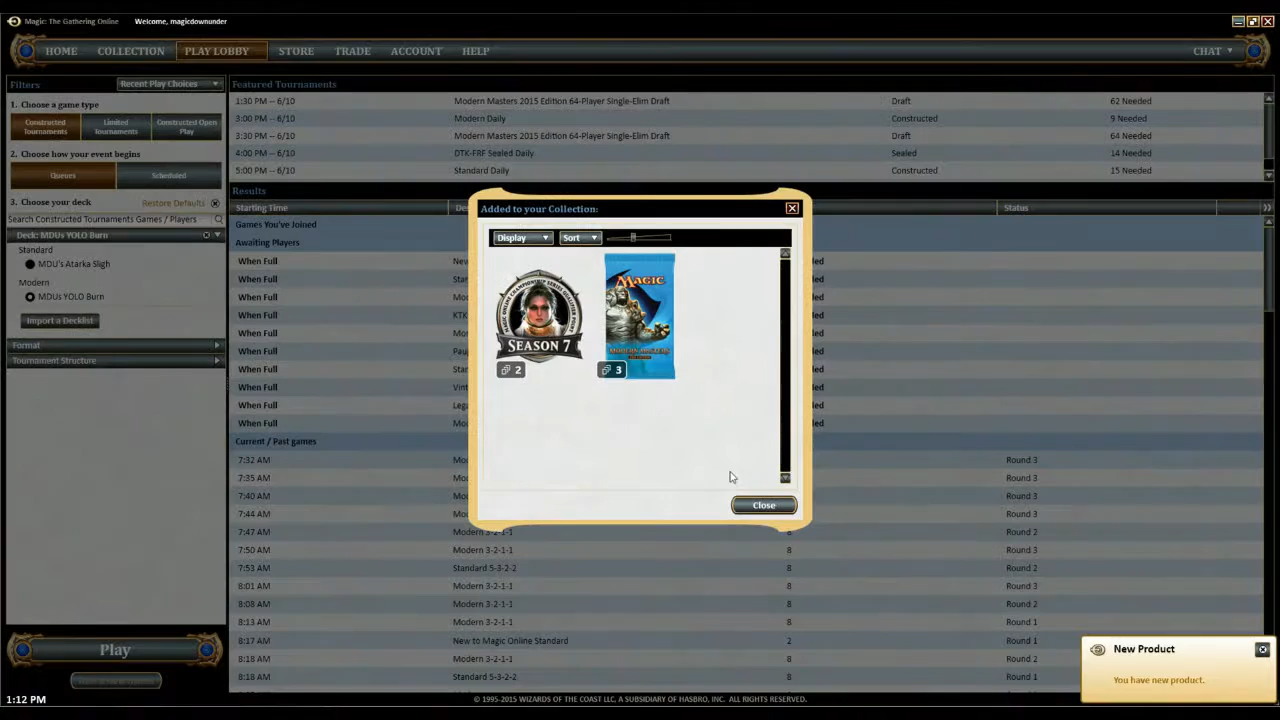 Magic: The Gathering Online
Welcome, magicdownunder
HOME
COLLECTION
PLAY LOBBY
STORE
TRADE
ACCOUNT
HELP
CHAT
Filters
Recent Play Choices
1. Choose a game type
Constructed Tournaments
Limited Tournaments
Constructed Open Play
2. Choose how your event begins
Queues
Scheduled
3. Choose your deck
Restore Defaults
Search Constructed Tournaments Games / Players
Deck: MDUs YOLO Burn
Standard
MDU's Atarka Sligh
Modern
MDUs YOLO Burn
Import a Decklist
Format
Tournament Structure
Play
1:12 PM
Featured Tournaments
1:30 PM -- 6/10 Modern Masters 2015 Edition 64-Player Single-Elim Draft Draft 62 Needed
3:00 PM -- 6/10 Modern Daily Constructed 9 Needed
3:30 PM -- 6/10 Modern Masters 2015 Edition 64-Player Single-Elim Draft Draft 64 Needed
4:00 PM -- 6/10 DTK-FRF Sealed Daily Sealed 14 Needed
5:00 PM -- 6/10 Standard Daily Constructed 15 Needed
Results
Starting Time
Status
Games You've Joined
Awaiting Players
When Full
When Full
When Full
When Full
When Full
When Full
When Full
When Full
When Full
When Full
Current / Past games
7:32 AM Round 3
7:35 AM Round 3
7:40 AM Round 3
7:44 AM Round 3
7:47 AM Modern 3-2-1-1 8 Round 2
7:50 AM Modern 3-2-1-1 8 Round 3
7:53 AM Standard 5-3-2-2 8 Round 2
8:01 AM Modern 3-2-1-1 8 Round 3
8:08 AM Modern 3-2-1-1 8 Round 2
8:13 AM Modern 3-2-1-1 8 Round 1
8:17 AM New to Magic Online Standard 2 Round 1
8:18 AM Modern 3-2-1-1 8 Round 2
8:18 AM Standard 5-3-2-2 8 Round 1
Added to your Collection:
Display
Sort
MAGIC ONLINE CHAMPIONSHIP SERIES QUALIFIER POINT
SEASON 7
2
MAGIC
MODERN MASTERS
3
Close
New Product
You have new product.
© 1995-2015 WIZARDS OF THE COAST LLC, A SUBSIDIARY OF HASBRO, INC. ALL RIGHTS RESERVED.